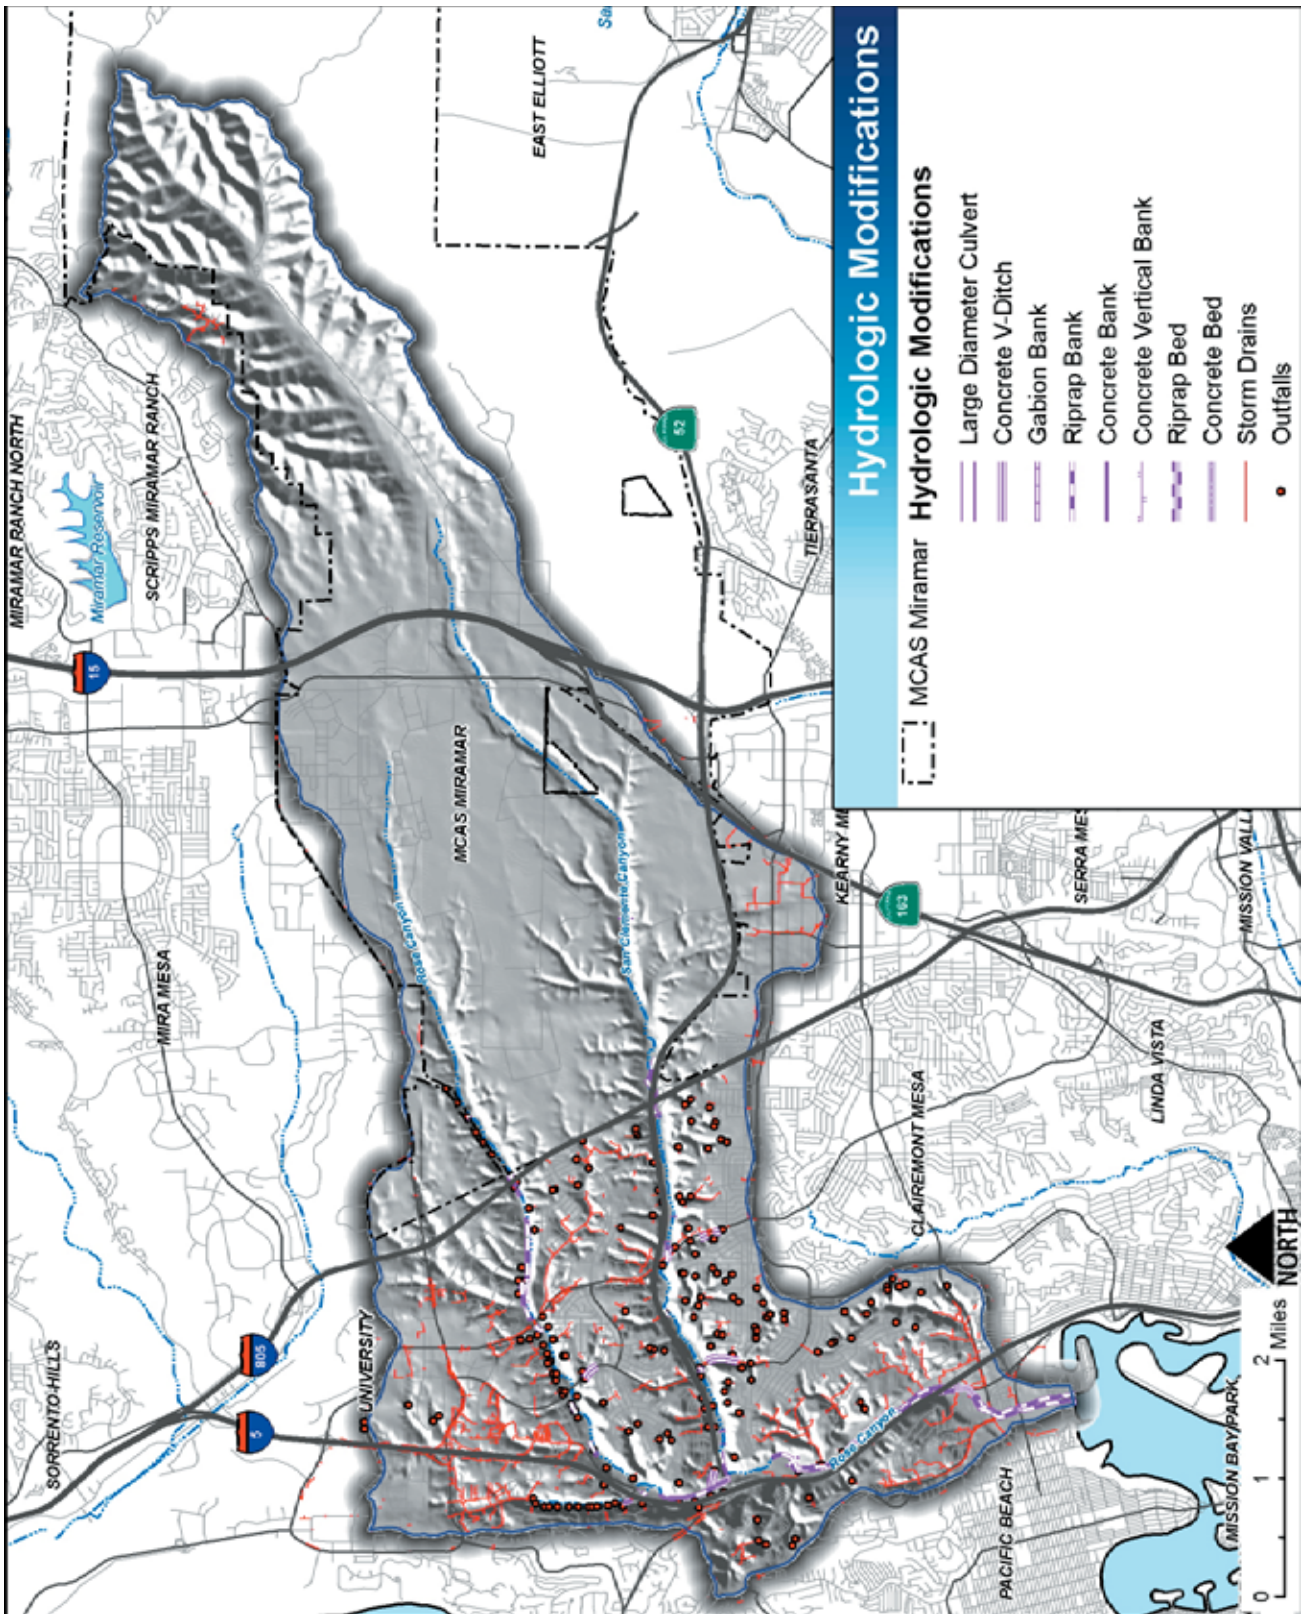 Hydrologic Modifications
MCAS Miramar
Hydrologic Modifications
Large Diameter Culvert
Concrete V-Ditch
Gabion Bank
Riprap Bank
Concrete Bank
Concrete Vertical Bank
Riprap Bed
Concrete Bed
Storm Drains
Outfalls
SORRENTO HILLS
MIRAMAR RANCH NORTH
Miramar Reservoir
SCRIPPS MIRAMAR RANCH
MIRA MESA
15
805
5
UNIVERSITY
MCAS MIRAMAR
Rose Canyon
San Clemente Canyon
EAST ELLIOTT
Sa
52
TIERRASANTA
KEARNY ME
163
SERRA MES
MISSION VALL
LINDA VISTA
CLAIREMONT MESA
Rose Canyon
PACIFIC BEACH
MISSION BAY PARK
0 1 2 Miles
NORTH